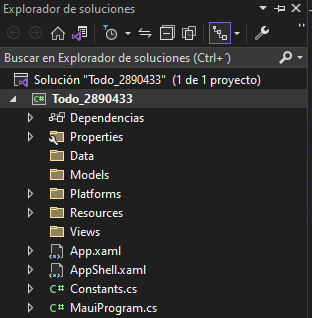 Explorador de soluciones
Buscar en Explorador de soluciones (Ctrl+´)
Solución "Todo_2890433" (1 de 1 proyecto)
C# Todo_2890433
Dependencias
Properties
Data
Models
Platforms
Resources
Views
App.xaml
AppShell.xaml
C# Constants.cs
C# MauiProgram.cs